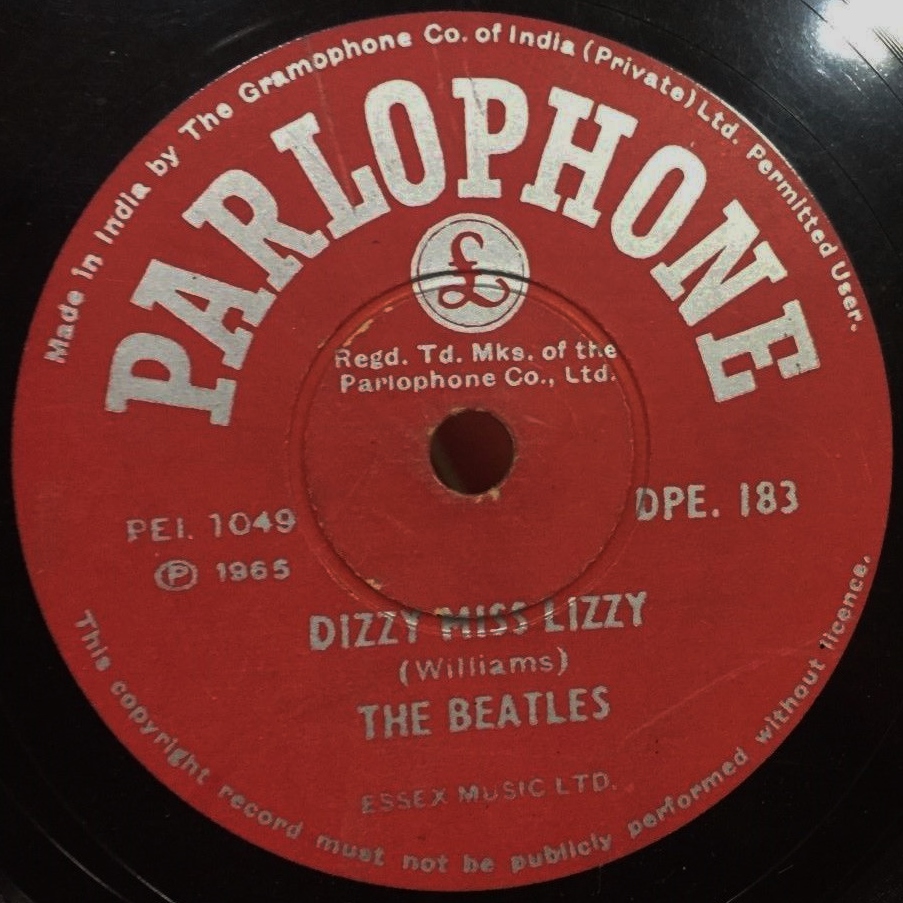 Made in India by The Gramophone Co. of India (Private) Ltd. Permitted User.
PARLOPHONE
£
Regd. Td. Mks. of the
Parlophone Co., Ltd.
DPE. 183
PEI. 1049
Ⓟ 1965
DIZZY MISS LIZZY
(Williams)
THE BEATLES
ESSEX MUSIC LTD.
This copyright record must not be publicly performed without licence.